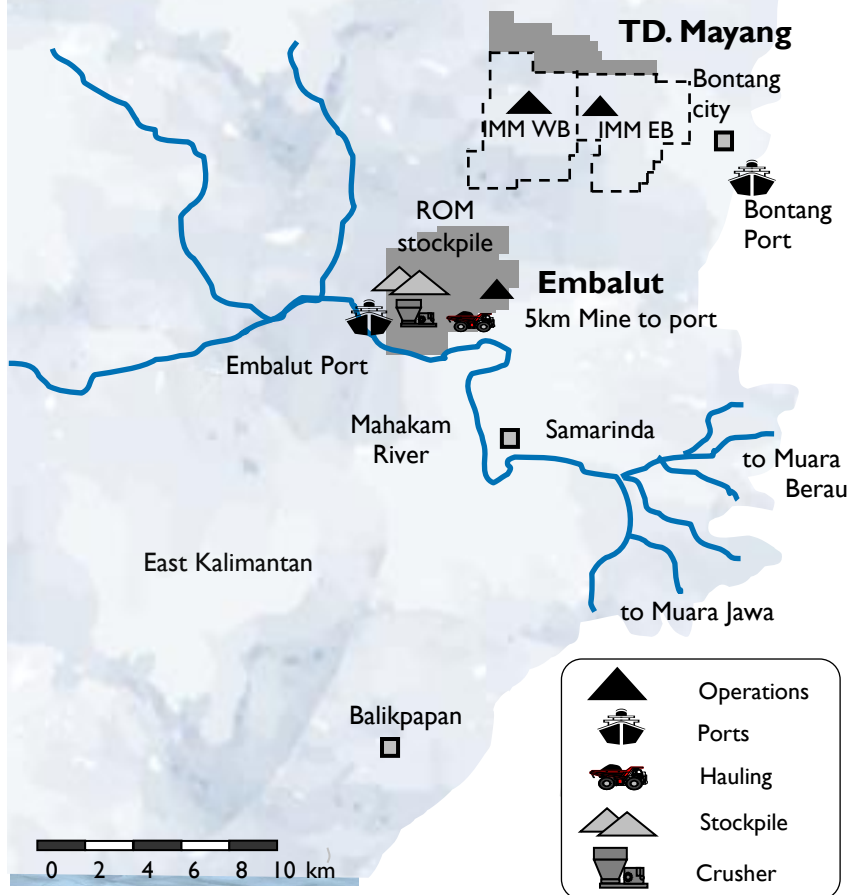 TD. Mayang
Bontang
city
IMM WB
IMM EB
Bontang
Port
ROM
stockpile
Embalut
5km Mine to port
Embalut Port
Mahakam
River
Samarinda
to Muara
Berau
East Kalimantan
to Muara Jawa
Balikpapan
Operations
Ports
Hauling
Stockpile
Crusher
0 2 4 6 8 10 km